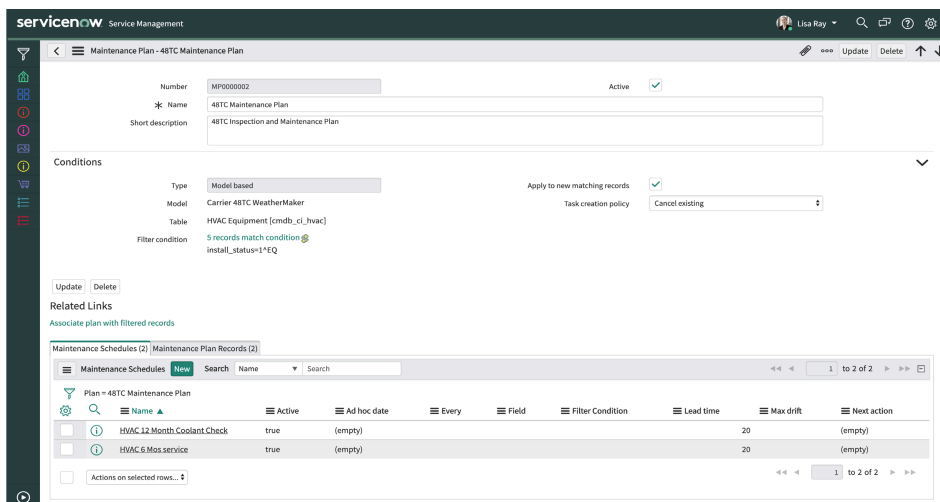 servicenow Service Management
Lisa Ray
Maintenance Plan - 48TC Maintenance Plan
Update Delete
Number MP0000002 Active
* Name 48TC Maintenance Plan
Short description 48TC Inspection and Maintenance Plan
Conditions
Type Model based Apply to new matching records
Model Carrier 48TC WeatherMaker Task creation policy Cancel existing
Table HVAC Equipment [cmdb_ci_hvac]
Filter condition 5 records match condition
install_status=1^EQ
Update Delete
Related Links
Associate plan with filtered records
Maintenance Schedules (2) Maintenance Plan Records (2)
Maintenance Schedules New Search Name Search 1 to 2 of 2
Plan = 48TC Maintenance Plan
Name Active Ad hoc date Every Field Filter Condition Lead time Max drift Next action
HVAC 12 Month Coolant Check true (empty) 20 (empty)
HVAC 6 Mos service true (empty) 20 (empty)
Actions on selected rows... 1 to 2 of 2